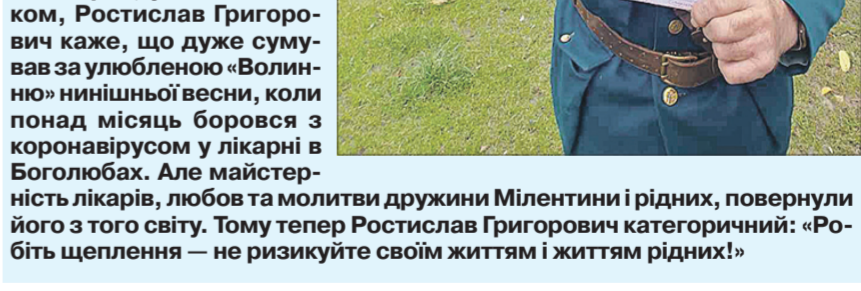 ком, Ростислав Григоро-
вич каже, що дуже суму-
вав за улюбленою «Волин-
ню» нинішньої весни, коли
понад місяць боровся з
коронавірусом у лікарні в
Боголюбах. Але майстер-
ність лікарів, любов та молитви дружини Мілентини і рідних, повернули
його з того світу. Тому тепер Ростислав Григорович категоричний: «Ро-
біть щеплення — не ризикуйте своїм життям і життям рідних!»